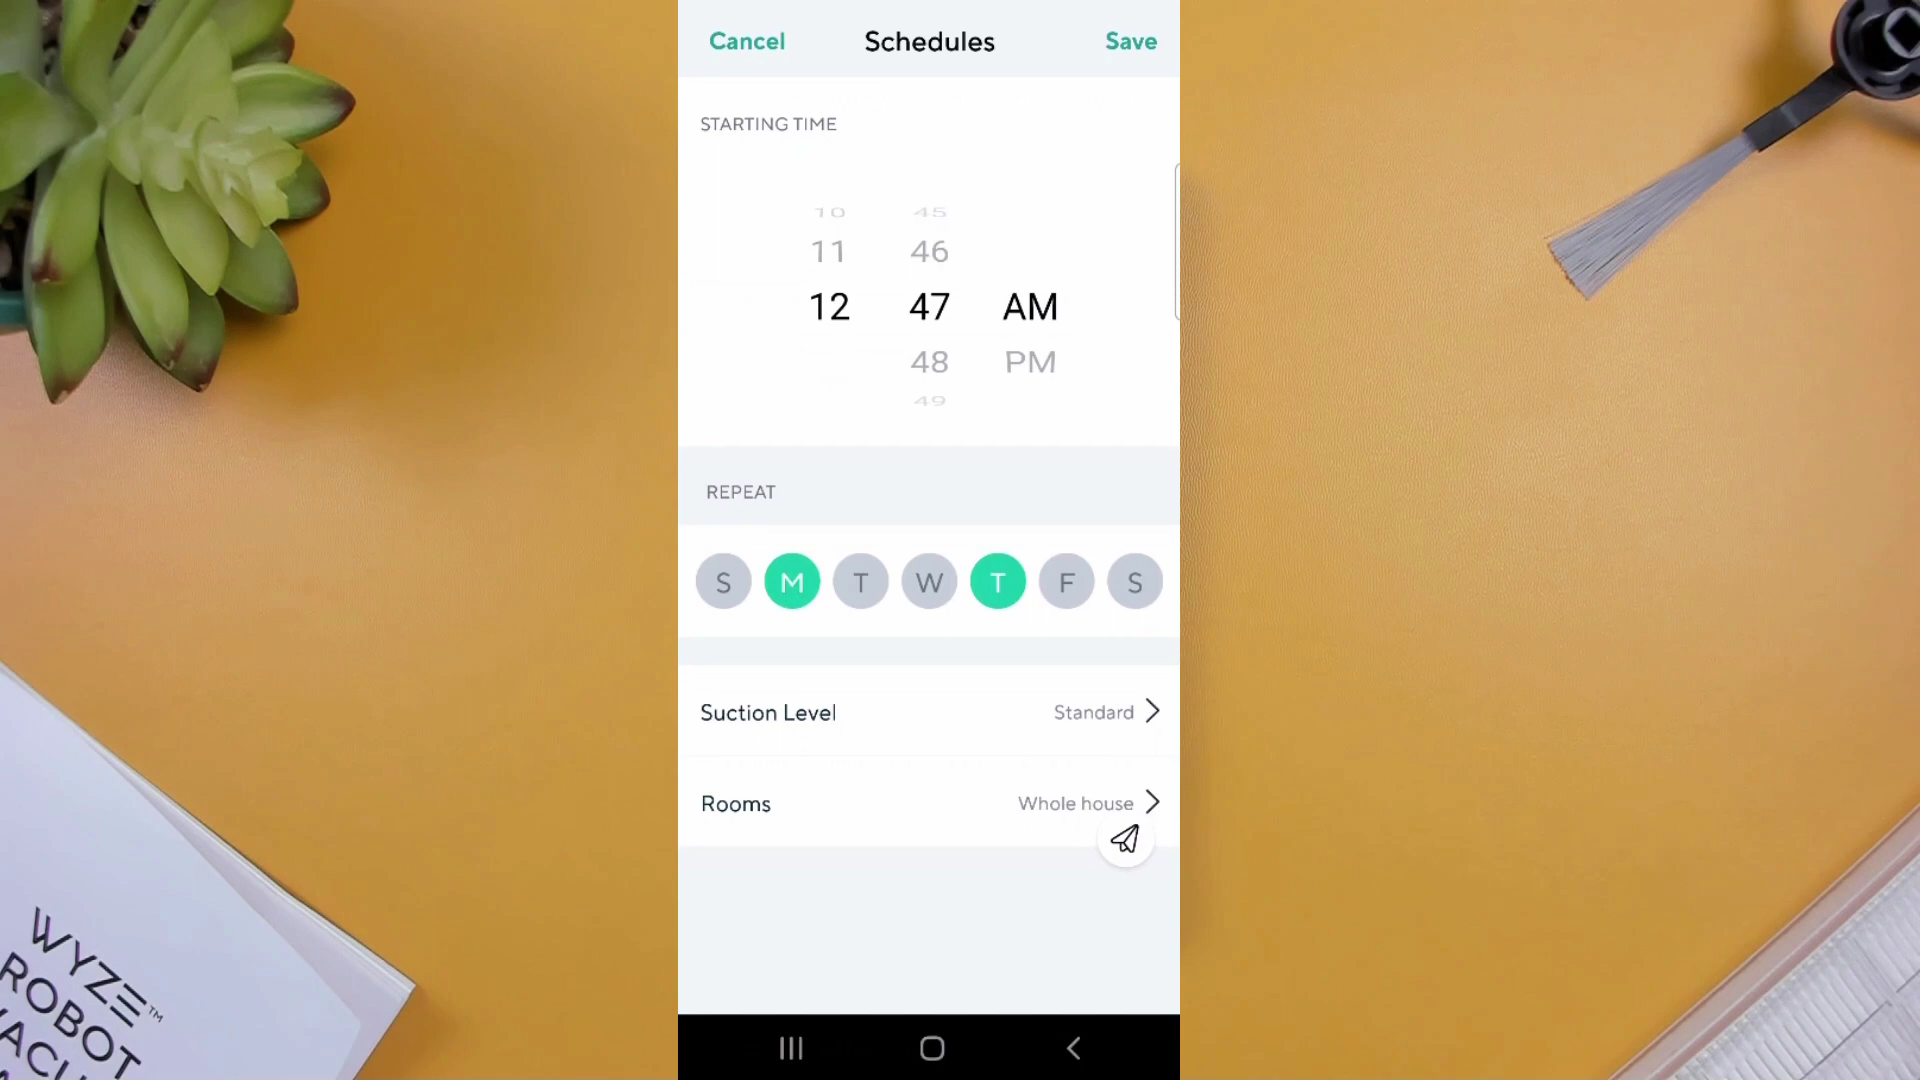 Cancel Schedules Save
STARTING TIME
10 45
11 46
12 47 AM
48 PM
49
REPEAT
S M T W T F S
Suction Level Standard
Rooms Whole house
WYZE™
ROBOT